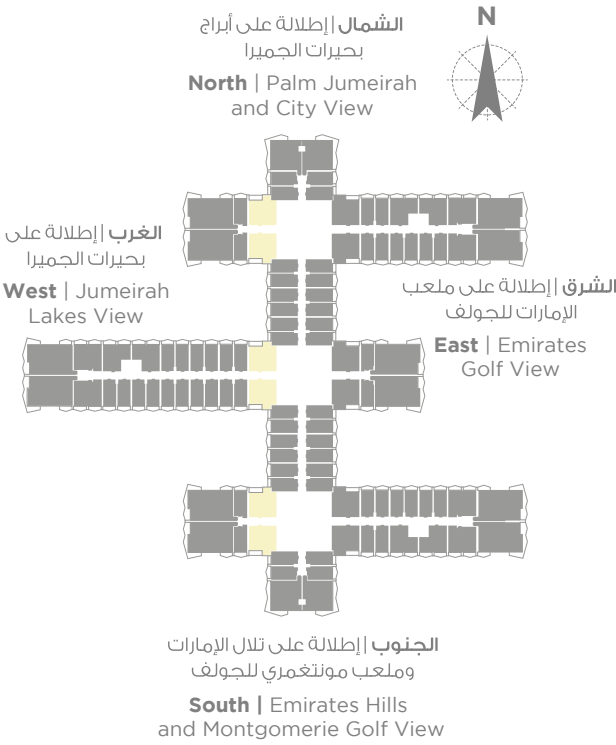 الشمال | إطلالة على أبراج
بحيرات الجميرا
North | Palm Jumeirah
and City View
N
الغرب | إطلالة على
بحيرات الجميرا
West | Jumeirah
Lakes View
الشرق | إطلالة على ملعب
الإمارات للجولف
East | Emirates
Golf View
الجنوب | إطلالة على تلال الإمارات
وملعب مونتغمري للجولف
South | Emirates Hills
and Montgomerie Golf View